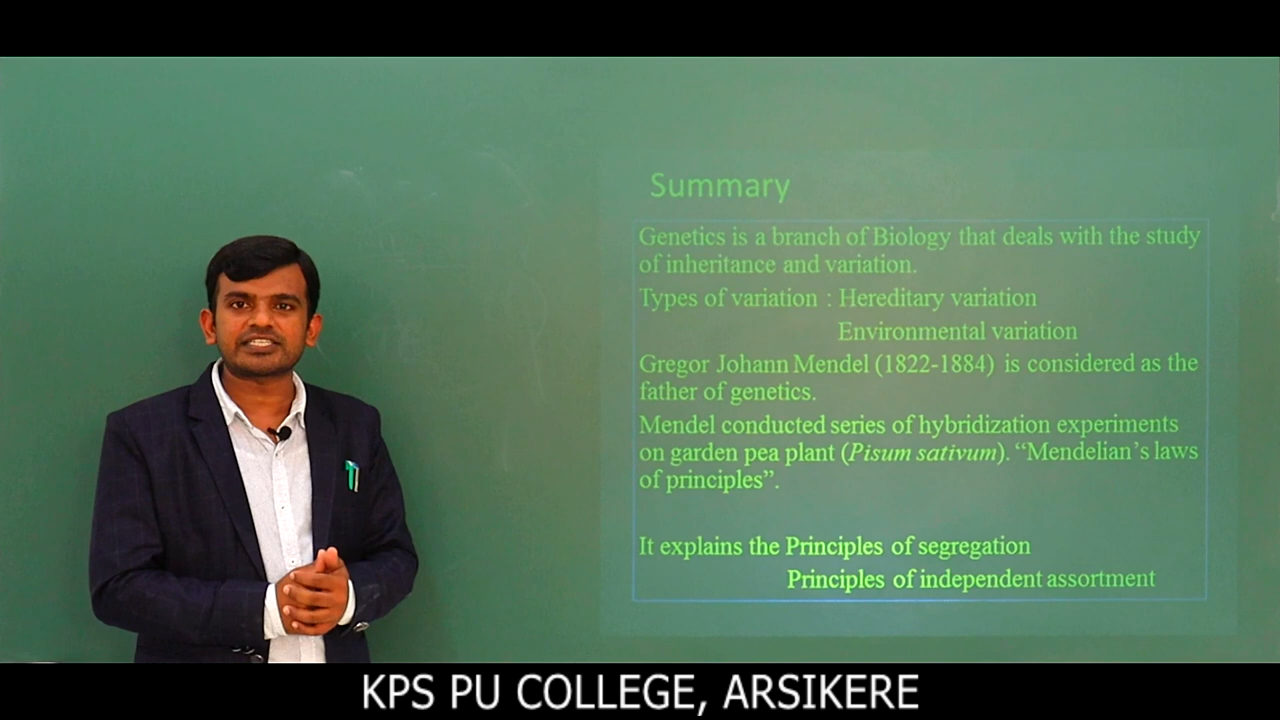 Summary
Genetics is a branch of Biology that deals with the study
of inheritance and variation.
Types of variation : Hereditary variation
Environmental variation
Gregor Johann Mendel (1822-1884) is considered as the
father of genetics.
Mendel conducted series of hybridization experiments
on garden pea plant (Pisum sativum). “Mendelian’s laws
of principles”.
It explains the Principles of segregation
Principles of independent assortment
KPS PU COLLEGE, ARSIKERE